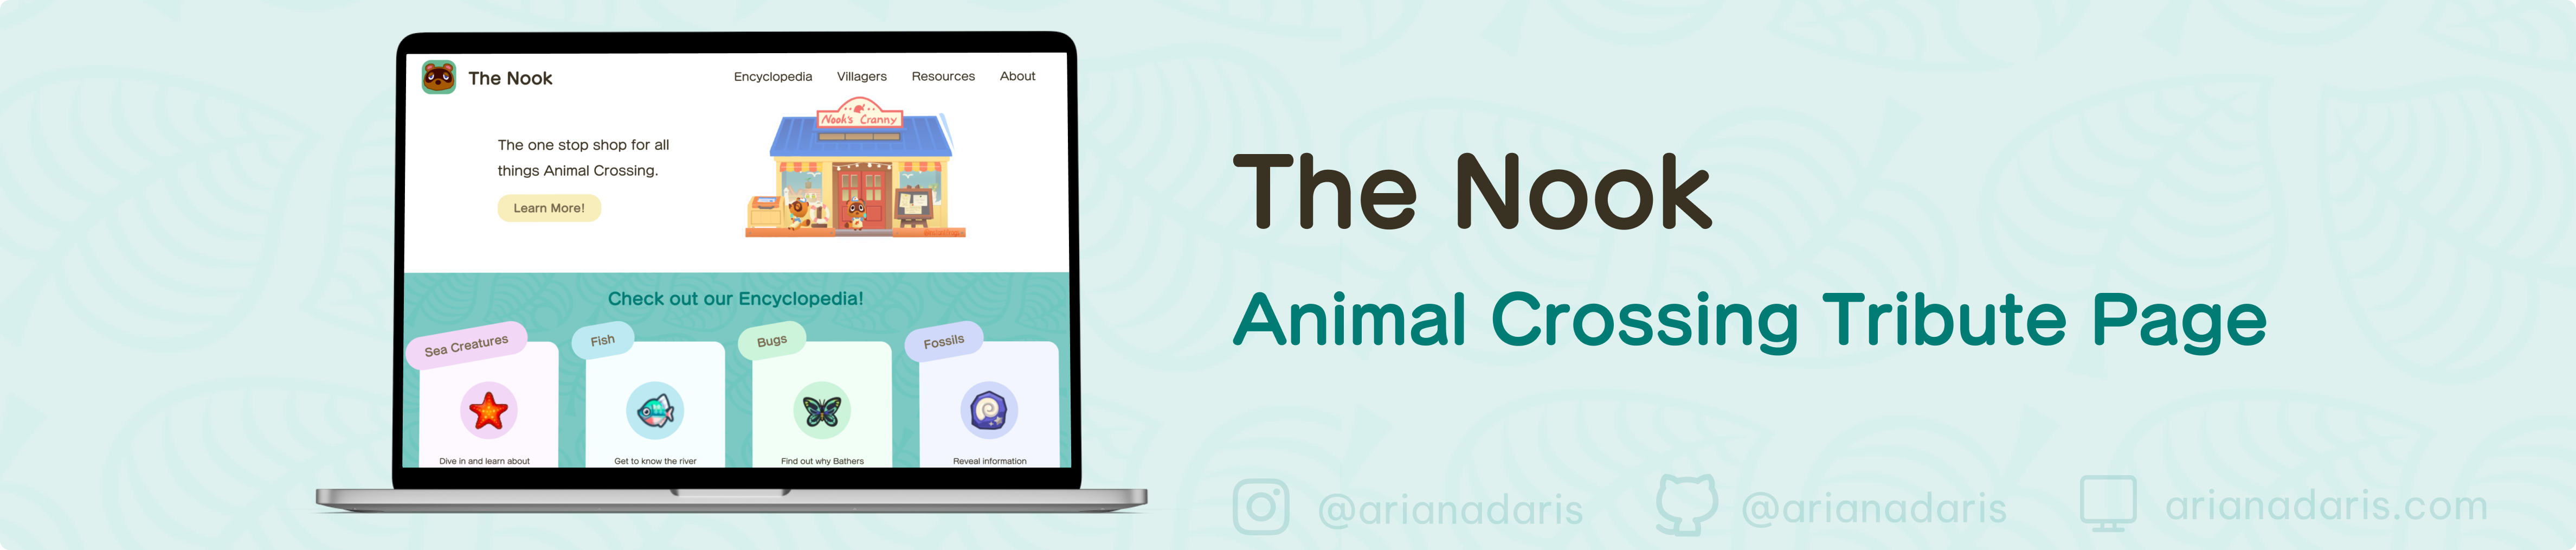 The Nook
Encyclopedia Villagers Resources About
Nook's Cranny
The one stop shop for all
things Animal Crossing.
Learn More!
Check out our Encyclopedia!
Sea Creatures
Fish
Bugs
Fossils
Dive in and learn about
Get to know the river
Find out why Bathers
Reveal information
The Nook
Animal Crossing Tribute Page
@arianadaris
@arianadaris
arianadaris.com